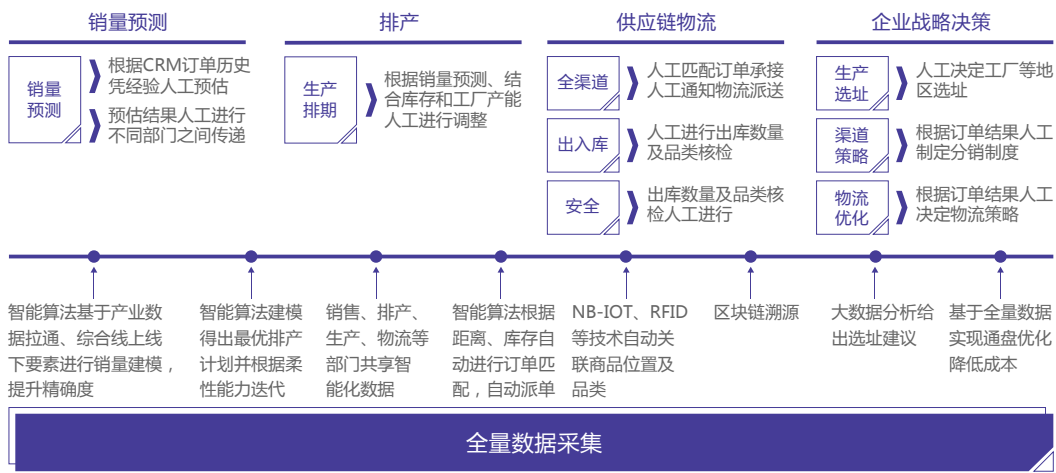 销量预测
销量
预测
根据CRM订单历史
凭经验人工预估
预估结果人工进行
不同部门之间传递
排产
生产
排期
根据销量预测、结
合库存和工厂产能
人工进行调整
供应链物流
全渠道
人工匹配订单承接
人工通知物流派送
出入库
人工进行出库数量
及品类核检
安全
出库数量及品类核
检人工进行
企业战略决策
生产
选址
人工决定工厂等地
区选址
渠道
策略
根据订单结果人工
制定分销制度
物流
优化
根据订单结果人工
决定物流策略
智能算法基于产业数
据拉通、综合线上线
下要素进行销量建模，
提升精确度
智能算法建模
得出最优排产
计划并根据柔
性能力迭代
销售、排产、
生产、物流等
部门共享智
能化数据
智能算法根据
距离、库存自
动进行订单匹
配，自动派单
NB-IOT、RFID
等技术自动关
联商品位置及
品类
区块链溯源
大数据分析给
出选址建议
基于全量数据
实现通盘优化
降低成本
全量数据采集